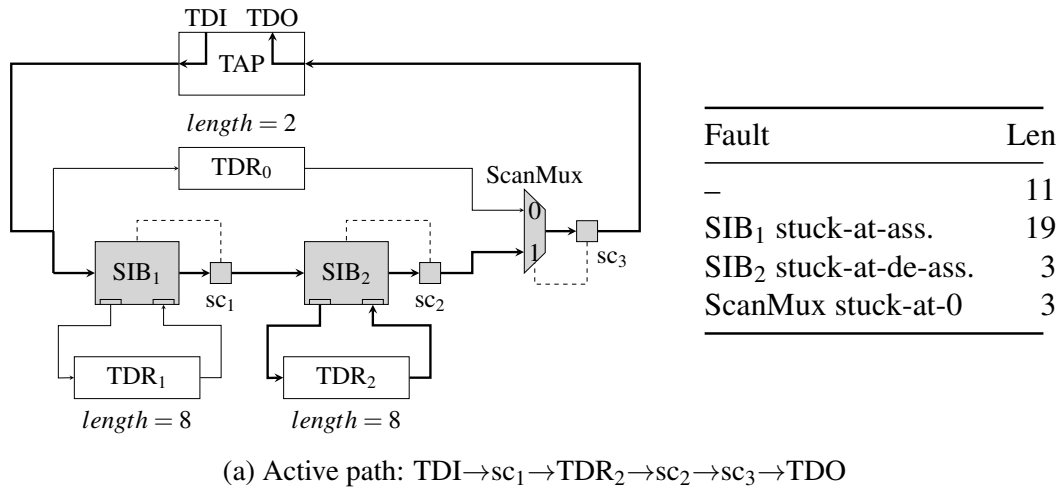 TDI TDO
TAP
length = 2
TDR0
ScanMux
0
1
sc3
SIB1
sc1
SIB2
sc2
TDR1
length = 8
TDR2
length = 8
Fault Len
– 11
SIB1 stuck-at-ass. 19
SIB2 stuck-at-de-ass. 3
ScanMux stuck-at-0 3
(a) Active path: TDI→sc1→TDR2→sc2→sc3→TDO